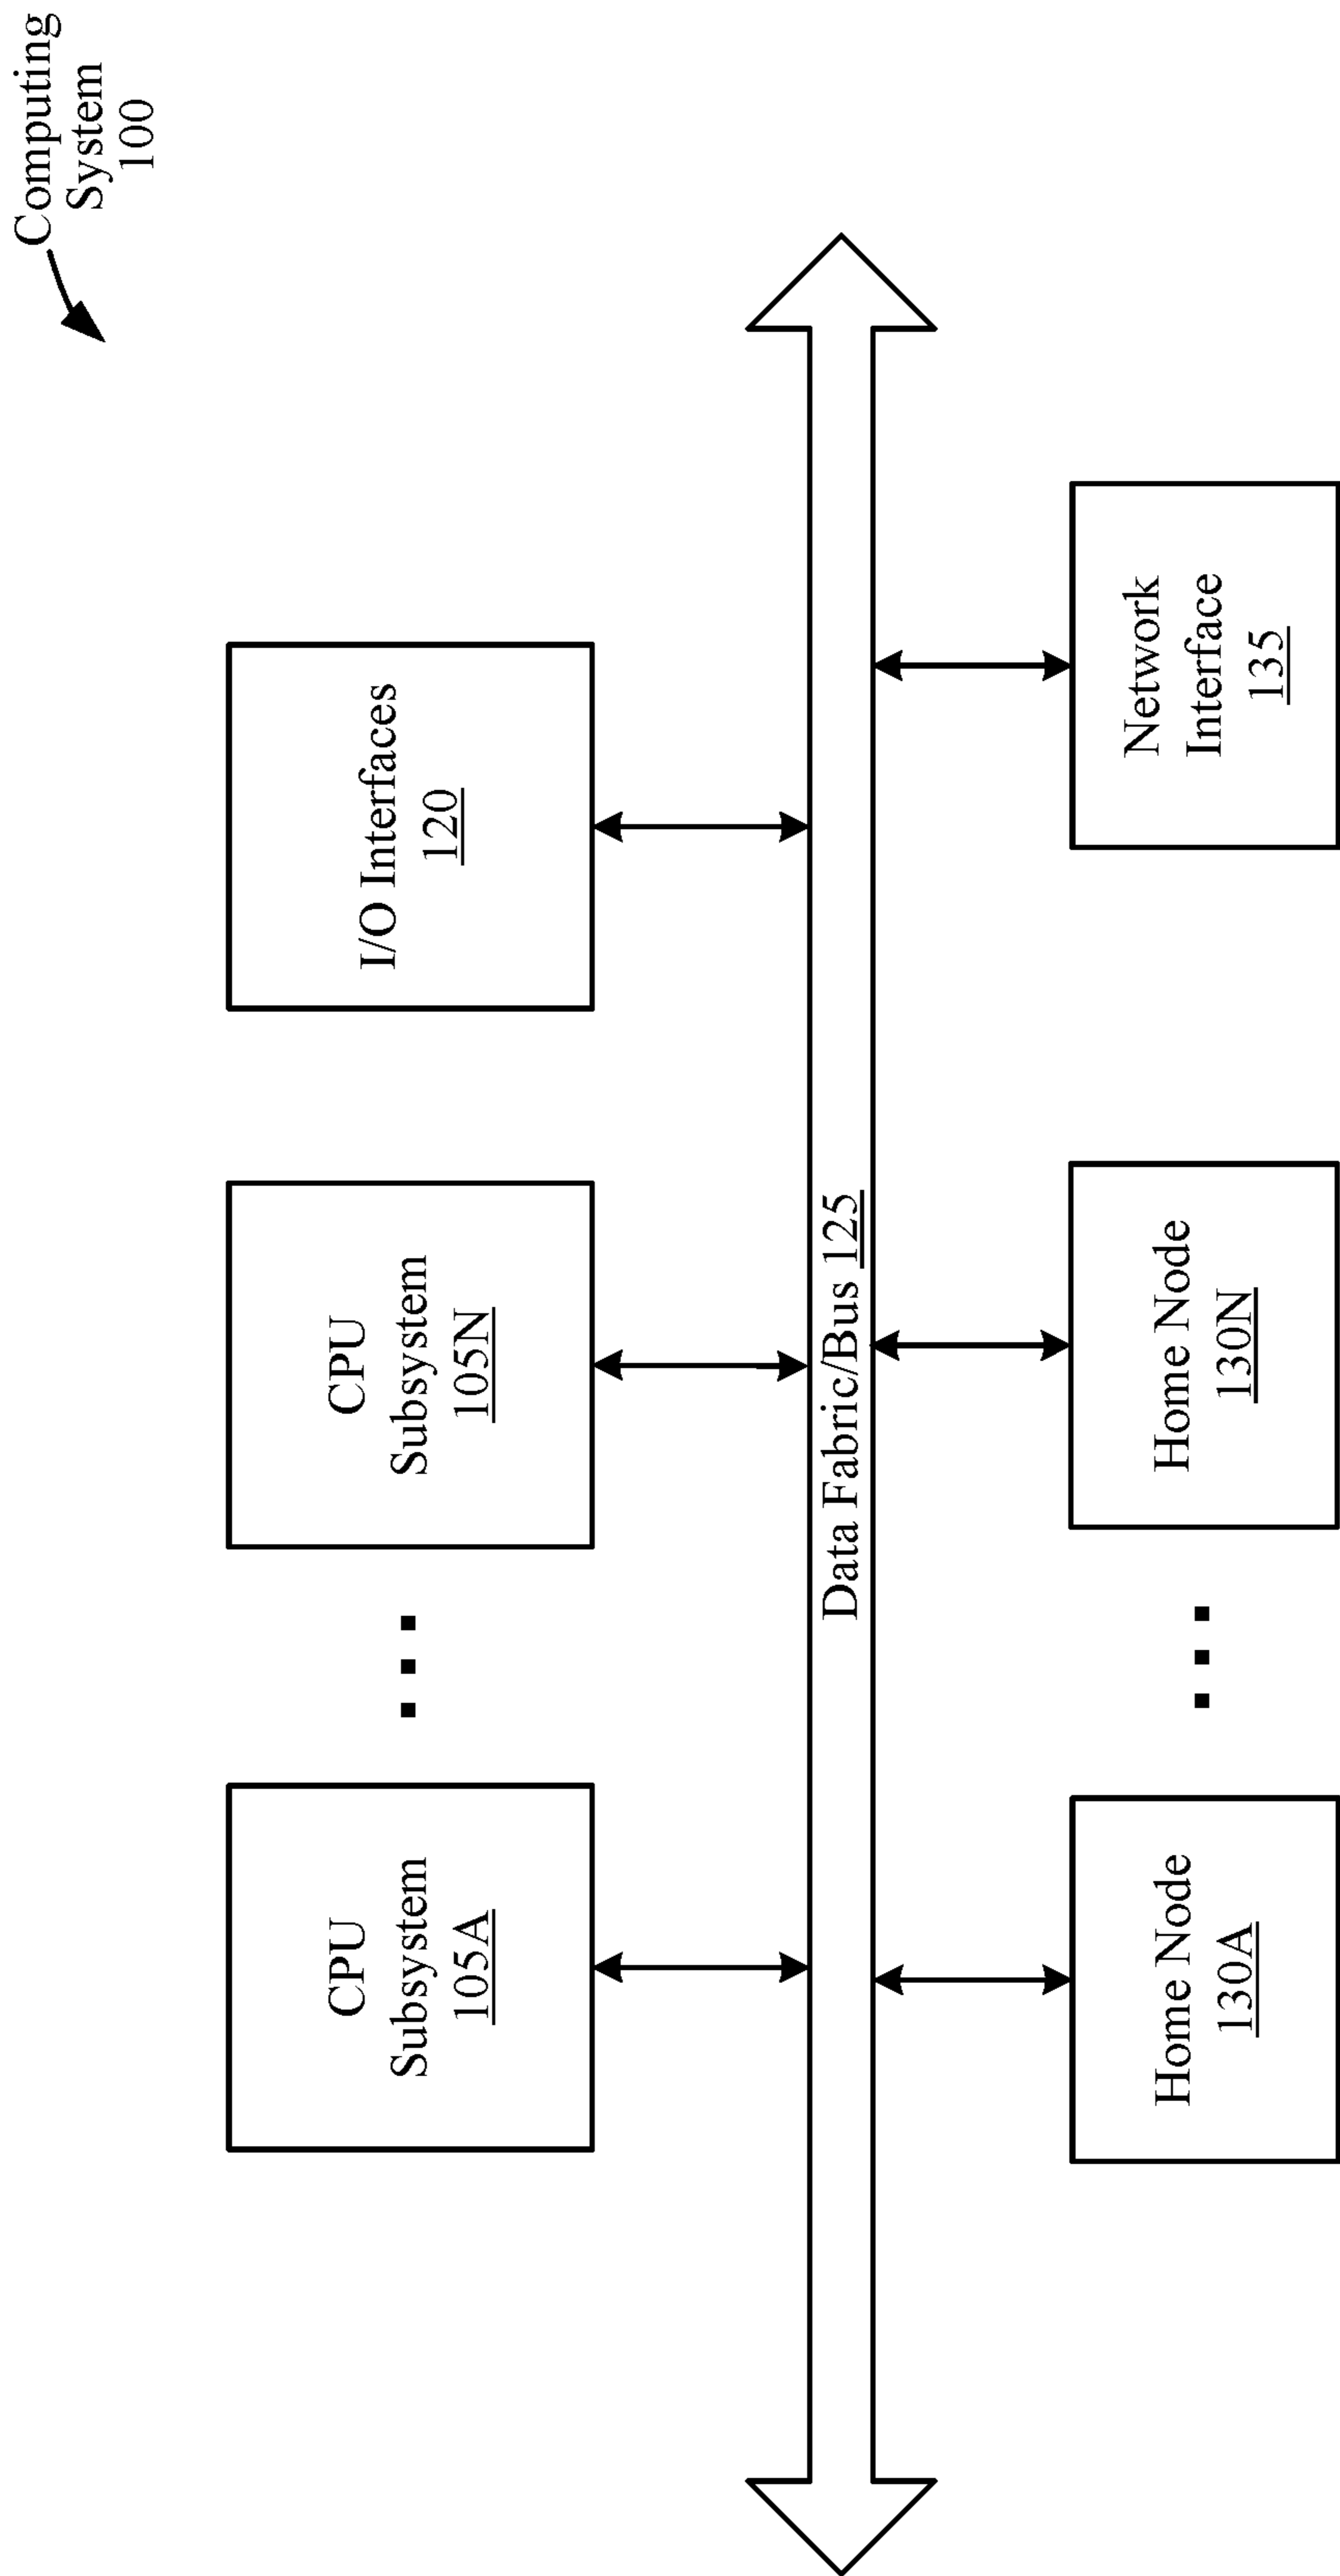 Computing
System
100
CPU
Subsystem
105A
CPU
Subsystem
105N
I/O Interfaces
120
Data Fabric/Bus 125
Home Node
130A
Home Node
130N
Network
Interface
135